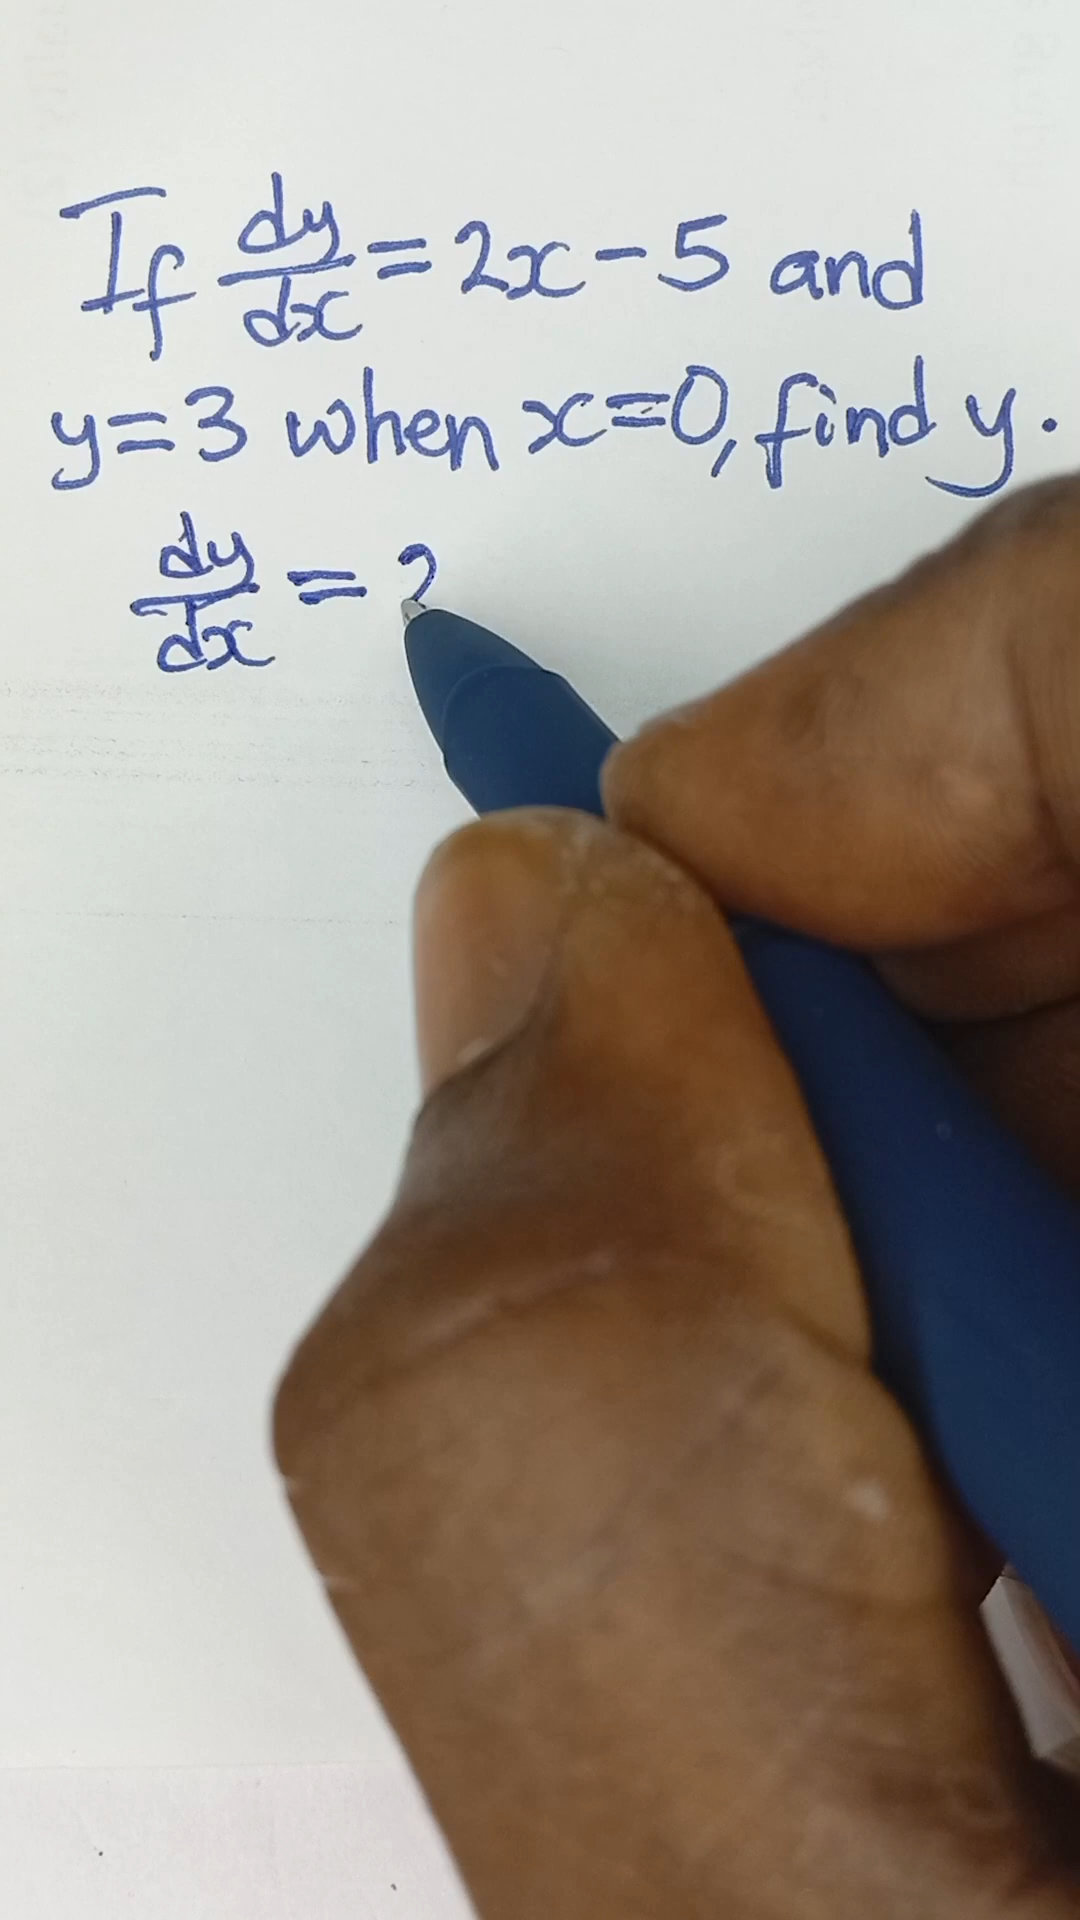 If dy/dx = 2x - 5 and
y = 3 when x = 0, find y.
dy/dx = 2